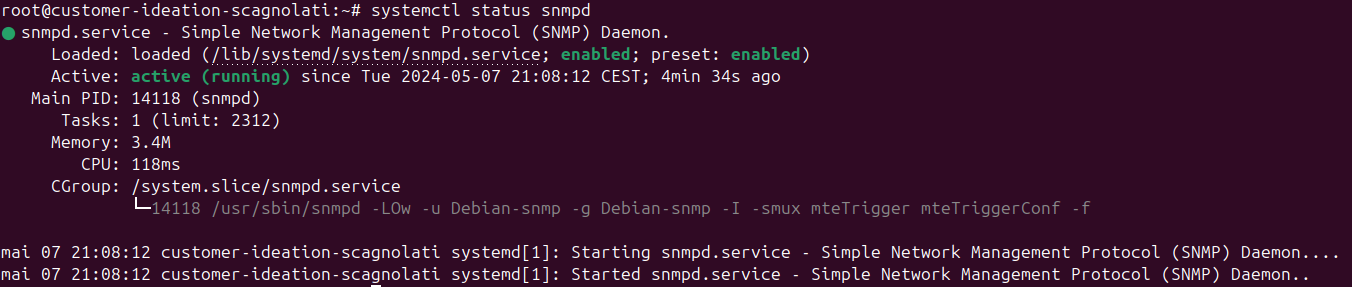 root@customer-ideation-scagnolati:~# systemctl status snmpd
● snmpd.service - Simple Network Management Protocol (SNMP) Daemon.
     Loaded: loaded (/lib/systemd/system/snmpd.service; enabled; preset: enabled)
     Active: active (running) since Tue 2024-05-07 21:08:12 CEST; 4min 34s ago
   Main PID: 14118 (snmpd)
      Tasks: 1 (limit: 2312)
     Memory: 3.4M
        CPU: 118ms
     CGroup: /system.slice/snmpd.service
             └─14118 /usr/sbin/snmpd -LOw -u Debian-snmp -g Debian-snmp -I -smux mteTrigger mteTriggerConf -f

mai 07 21:08:12 customer-ideation-scagnolati systemd[1]: Starting snmpd.service - Simple Network Management Protocol (SNMP) Daemon....
mai 07 21:08:12 customer-ideation-scagnolati systemd[1]: Started snmpd.service - Simple Network Management Protocol (SNMP) Daemon..